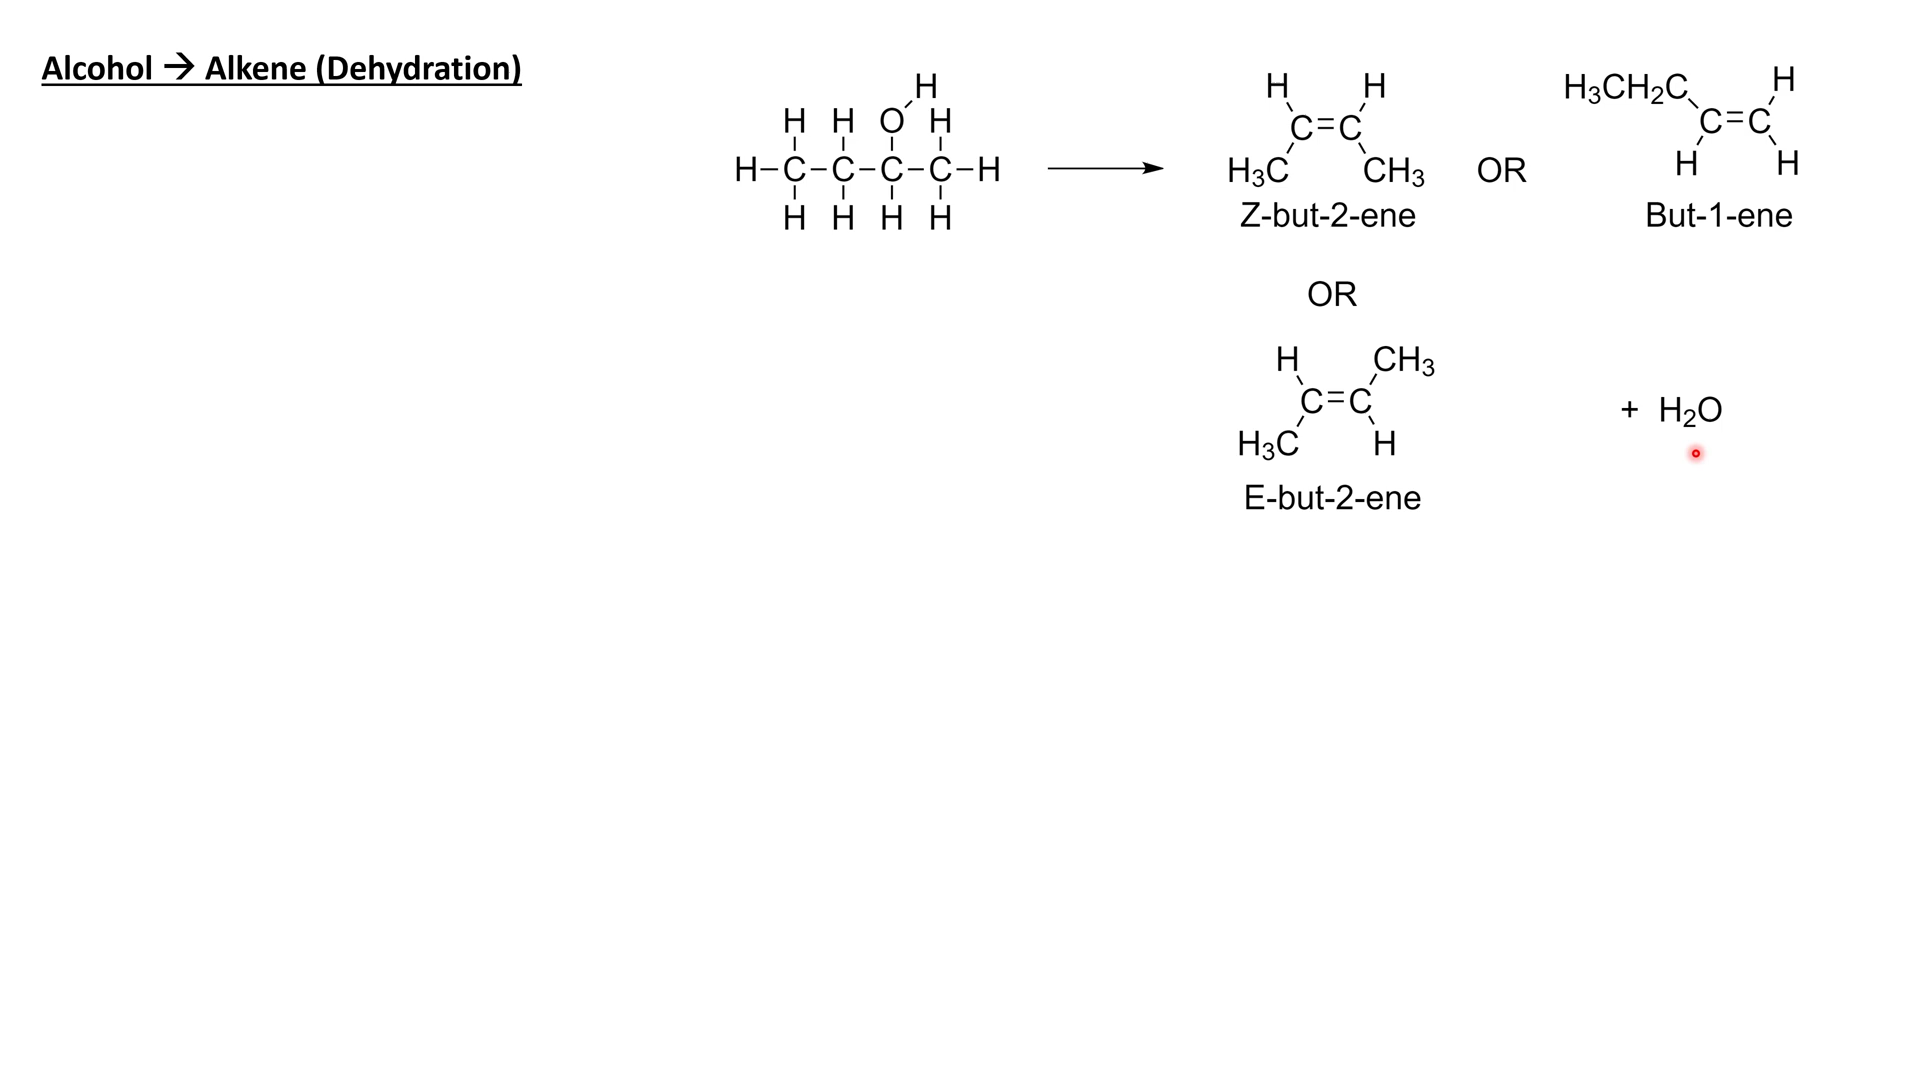 Alcohol → Alkene (Dehydration)
H
H H O H
H–C–C–C–C–H
H H H H
H H
C=C
H₃C CH₃
Z-but-2-ene
OR
H₃CH₂C H
C=C
H H
But-1-ene
OR
H CH₃
C=C
H₃C H
E-but-2-ene
+ H₂O